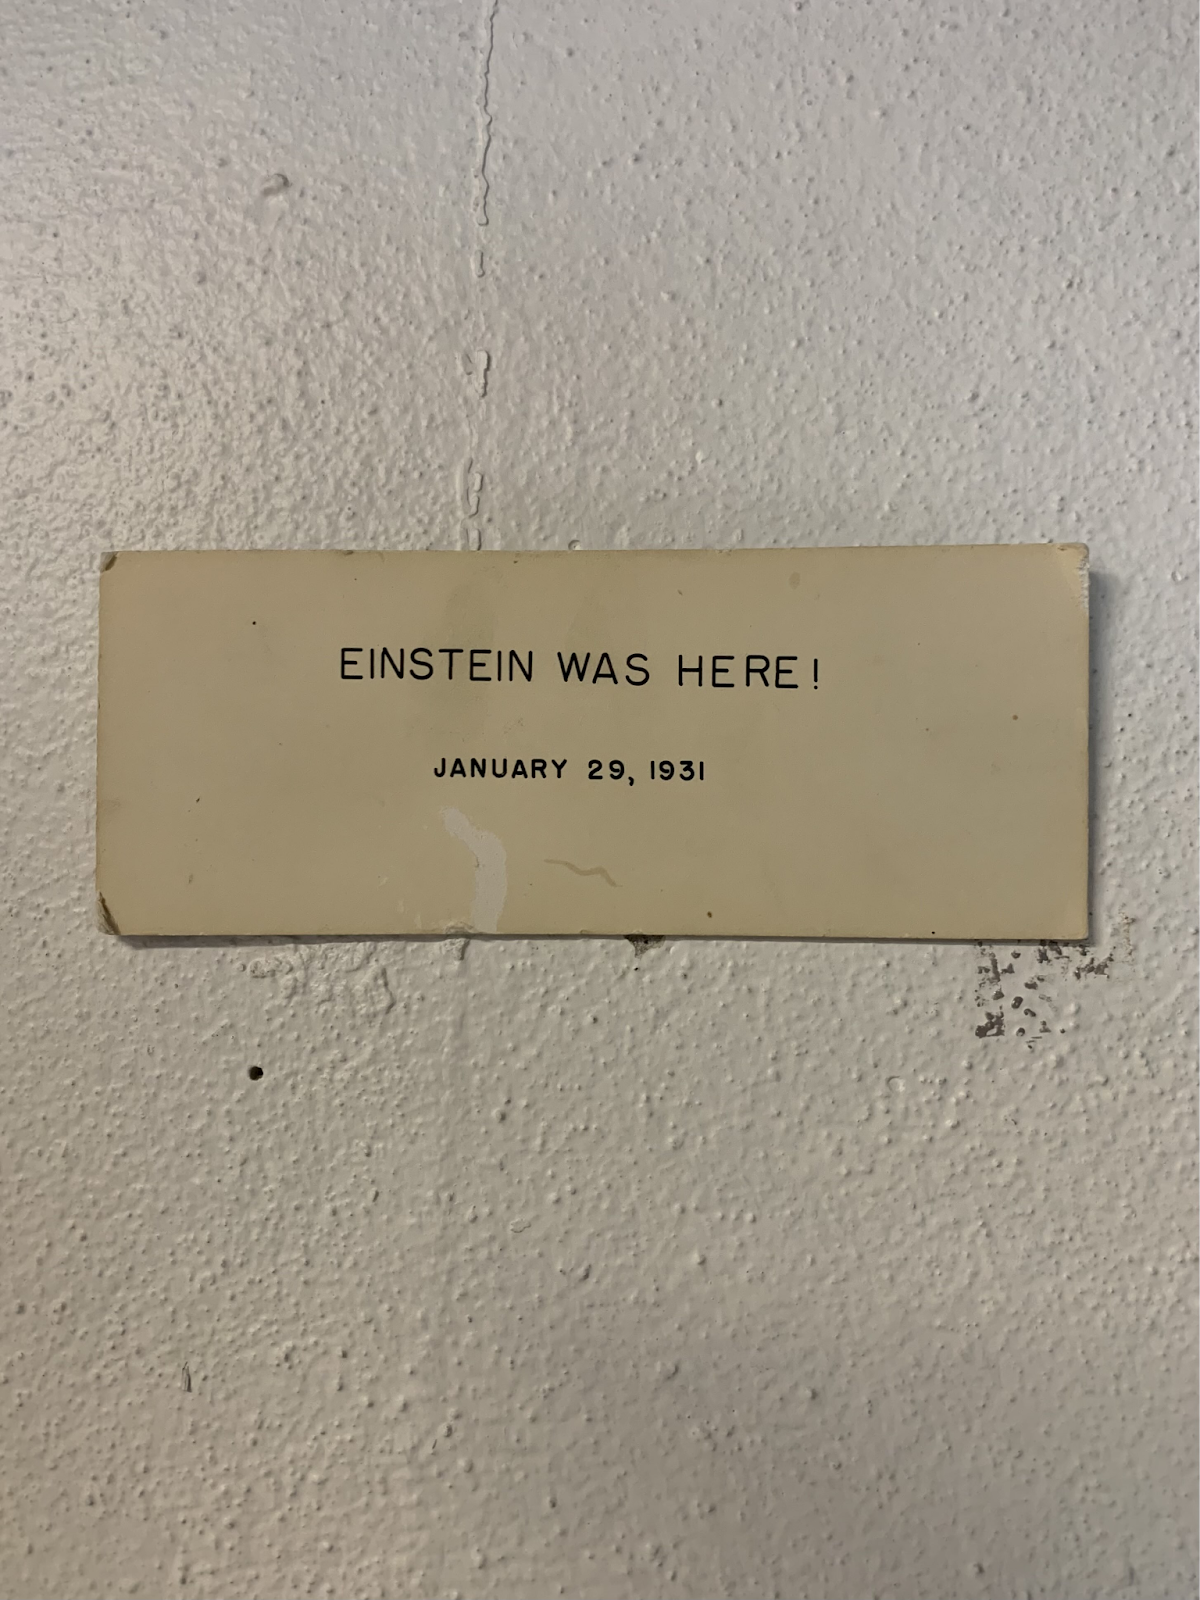 EINSTEIN WAS HERE!
JANUARY 29, 1931